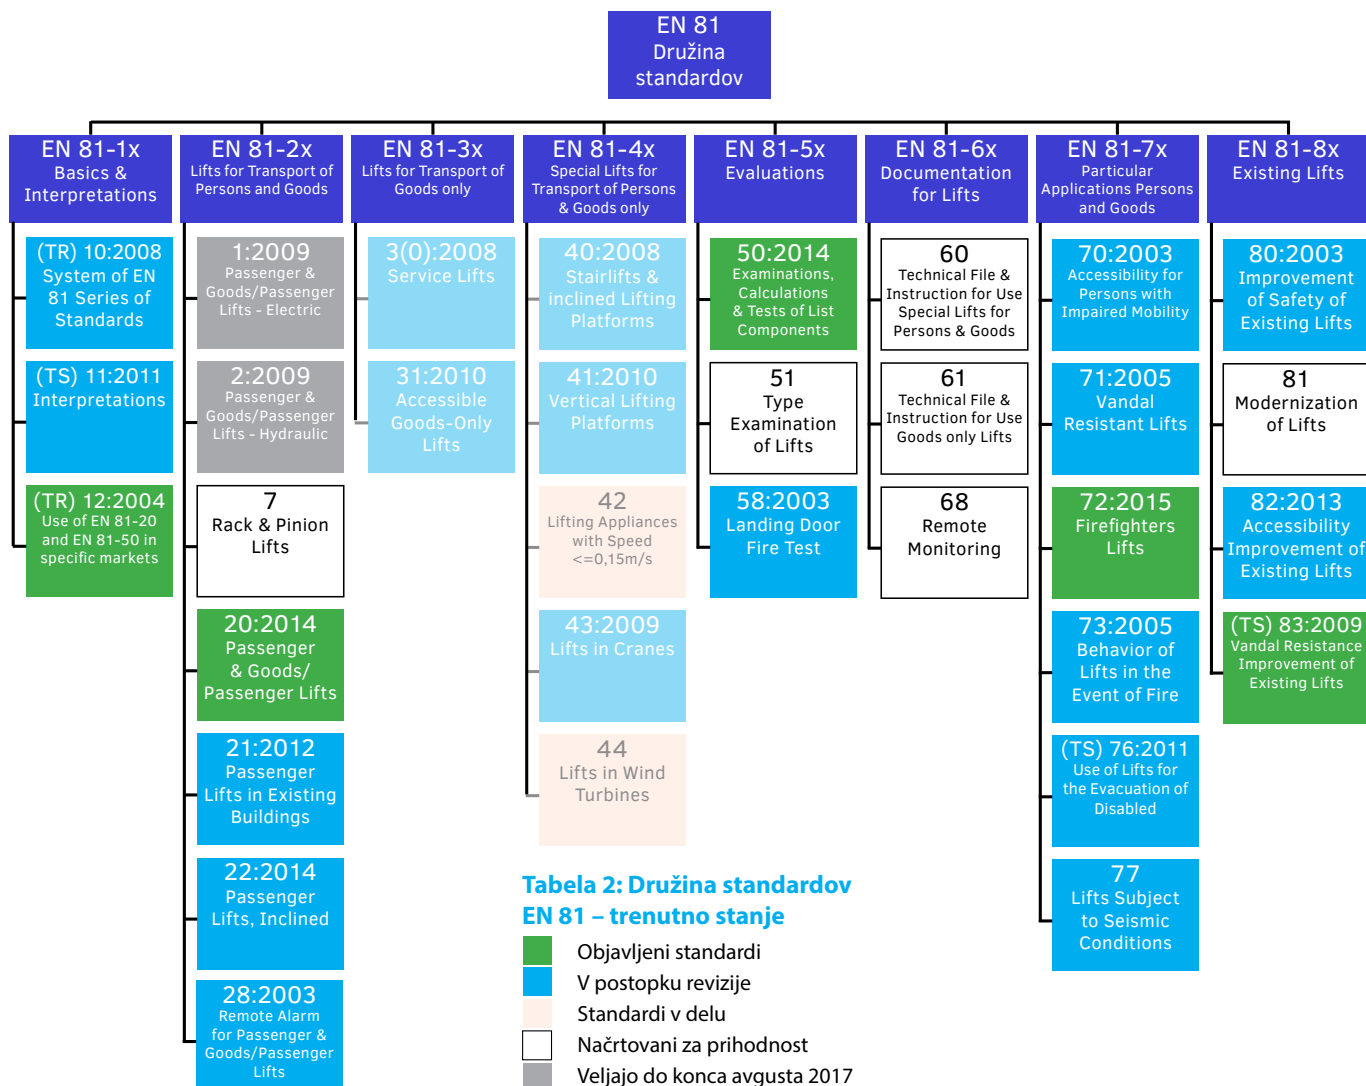 EN 81
Družina
standardov
EN 81-1x
Basics &
Interpretations
(TR) 10:2008
System of EN
81 Series of
Standards
(TS) 11:2011
Interpretations
(TR) 12:2004
Use of EN 81-20
and EN 81-50 in
specific markets
EN 81-2x
Lifts for Transport of
Persons and Goods
1:2009
Passenger &
Goods/Passenger
Lifts - Electric
2:2009
Passenger &
Goods/Passenger
Lifts - Hydraulic
7
Rack & Pinion
Lifts
20:2014
Passenger
& Goods/
Passenger Lifts
21:2012
Passenger
Lifts in Existing
Buildings
22:2014
Passenger
Lifts, Inclined
28:2003
Remote Alarm
for Passenger &
Goods/Passenger
Lifts
EN 81-3x
Lifts for Transport of
Goods only
3(0):2008
Service Lifts
31:2010
Accessible
Goods-Only
Lifts
EN 81-4x
Special Lifts for
Transport of Persons
& Goods only
40:2008
Stairlifts &
inclined Lifting
Platforms
41:2010
Vertical Lifting
Platforms
42
Lifting Appliances
with Speed
<=0,15m/s
43:2009
Lifts in Cranes
44
Lifts in Wind
Turbines
EN 81-5x
Evaluations
50:2014
Examinations,
Calculations
& Tests of List
Components
51
Type
Examination
of Lifts
58:2003
Landing Door
Fire Test
EN 81-6x
Documentation
for Lifts
60
Technical File &
Instruction for Use
Special Lifts for
Persons & Goods
61
Technical File &
Instruction for Use
Goods only Lifts
68
Remote
Monitoring
EN 81-7x
Particular
Applications Persons
and Goods
70:2003
Accessibility for
Persons with
Impaired Mobility
71:2005
Vandal
Resistant Lifts
72:2015
Firefighters
Lifts
73:2005
Behavior of
Lifts in the
Event of Fire
(TS) 76:2011
Use of Lifts for
the Evacuation of
Disabled
77
Lifts Subject
to Seismic
Conditions
EN 81-8x
Existing Lifts
80:2003
Improvement
of Safety of
Existing Lifts
81
Modernization
of Lifts
82:2013
Accessibility
Improvement of
Existing Lifts
(TS) 83:2009
Vandal Resistance
Improvement of
Existing Lifts
Tabela 2: Družina standardov
EN 81 – trenutno stanje
Objavljeni standardi
V postopku revizije
Standardi v delu
Načrtovani za prihodnost
Veljajo do konca avgusta 2017